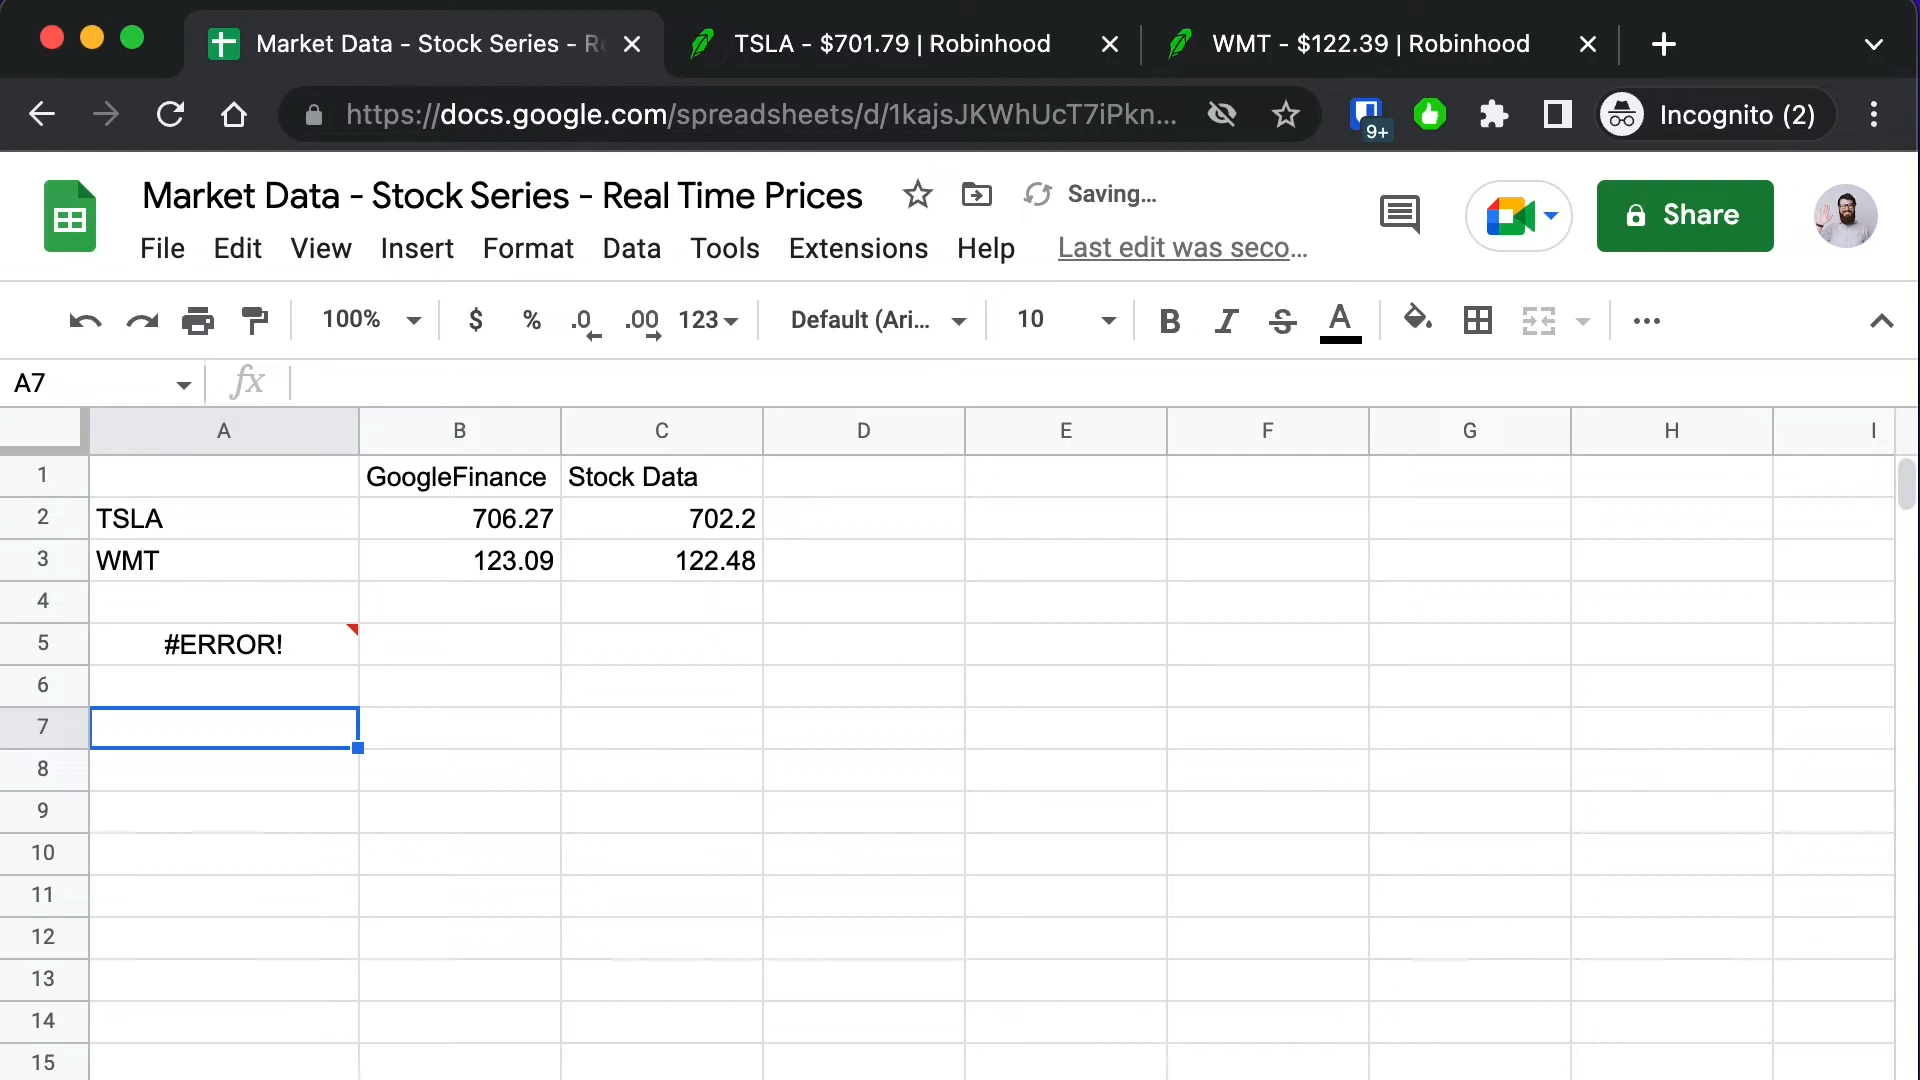 Market Data - Stock Series - Re
TSLA - $701.79 | Robinhood
WMT - $122.39 | Robinhood
https://docs.google.com/spreadsheets/d/1kajsJKWhUcT7iPkn...
9+
Incognito (2)
Market Data - Stock Series - Real Time Prices
Saving...
Share
File Edit View Insert Format Data Tools Extensions Help Last edit was seco...
100% $ % .0 .00 123 Default (Ari... 10 B I S A
A7 fx
A B C D E F G H I
1 GoogleFinance Stock Data
2 TSLA 706.27 702.2
3 WMT 123.09 122.48
4
5 #ERROR!
6
7
8
9
10
11
12
13
14
15